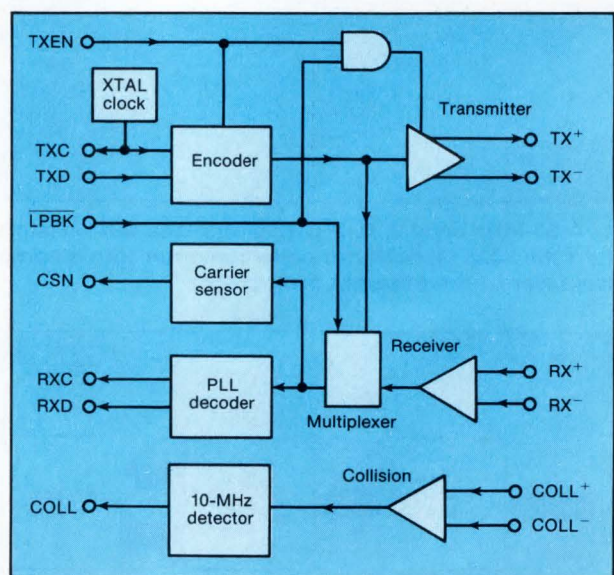 TXEN
XTAL
clock
Transmitter
TXC
Encoder
TX+
TXD
TX−
LPBK
CSN
Carrier
sensor
Receiver
RXC
PLL
decoder
RX+
RXD
RX−
Multiplexer
Collision
COLL
10-MHz
detector
COLL+
COLL−